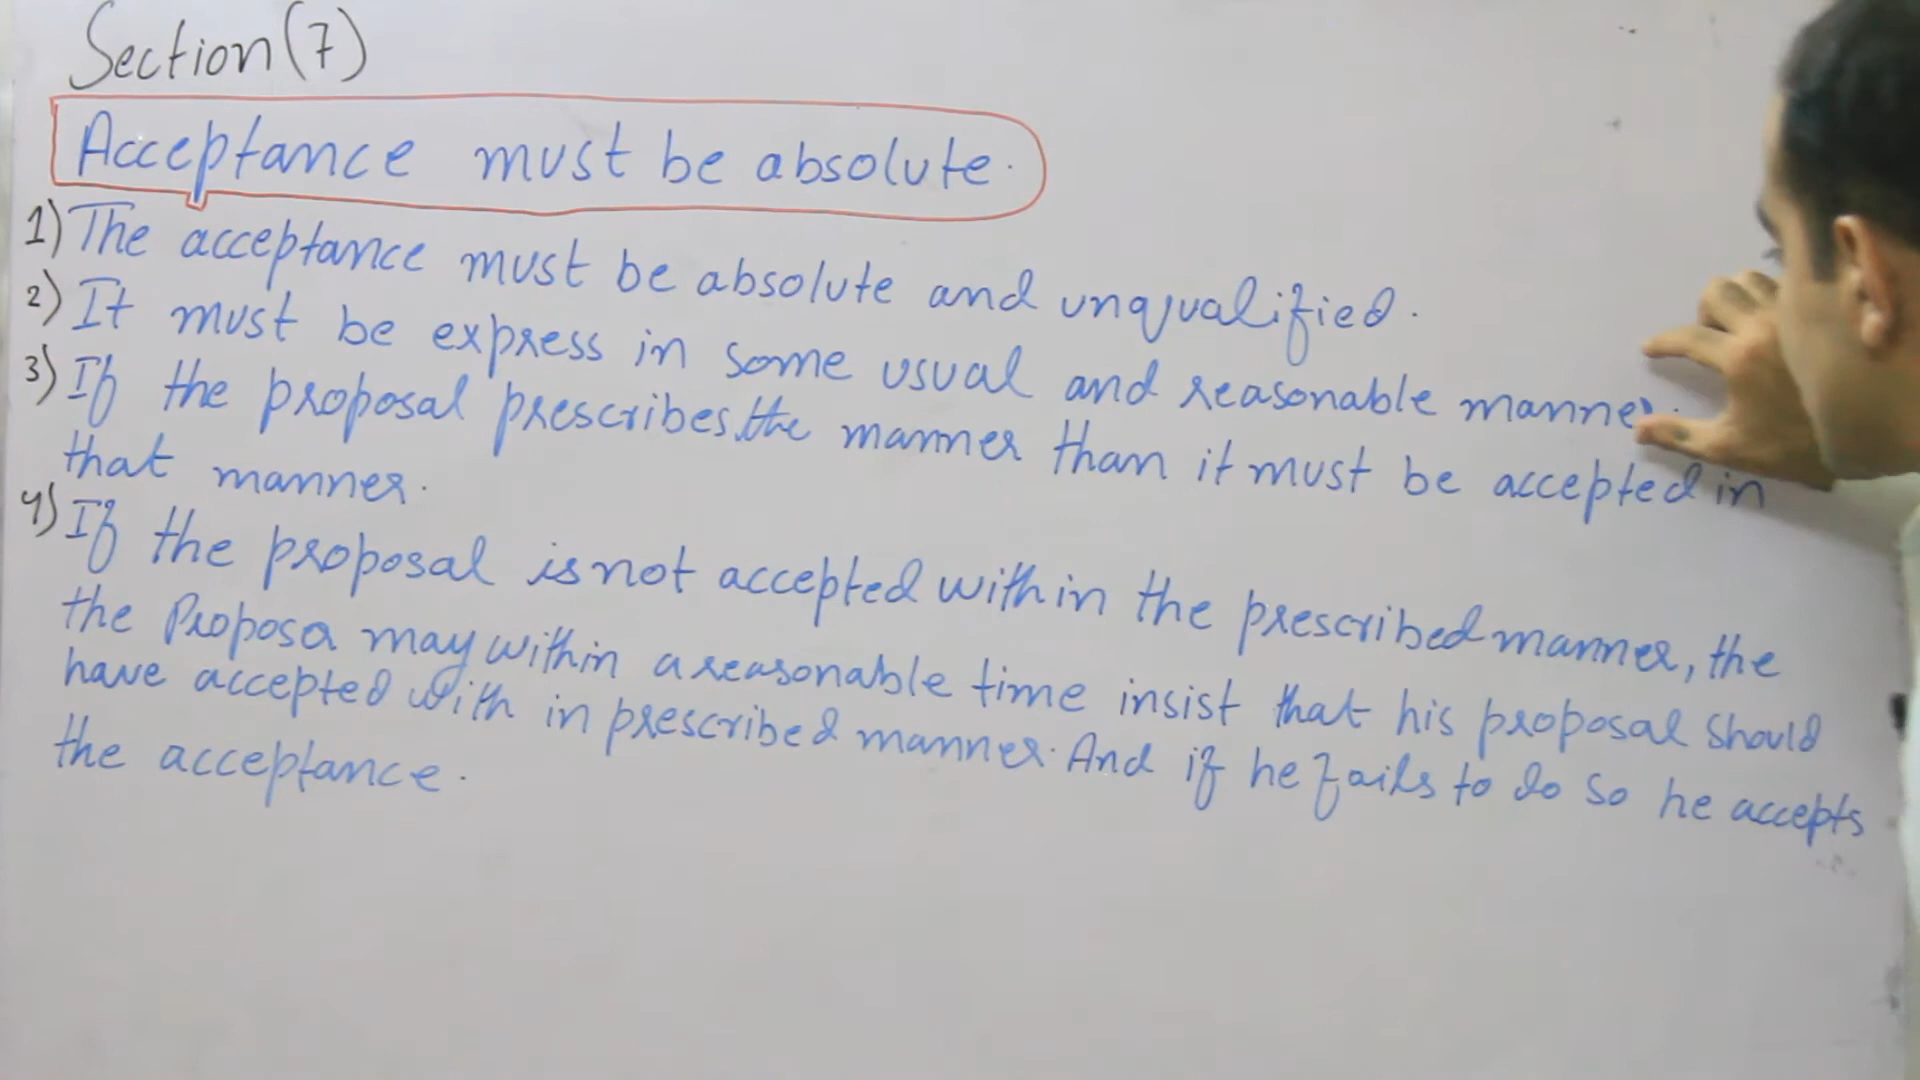 Section (7)
Acceptance must be absolute.
1) The acceptance must be absolute and unqualified.
2) It must be express in some usual and reasonable manner.
3) If the proposal prescribes the manner than it must be accepted in
that manner.
4) If the proposal is not accepted within the prescribed manner, the
the Proposa may within a reasonable time insist that his proposal should
have accepted with in prescribed manner. And if he fails to do so he accepts
the acceptance.